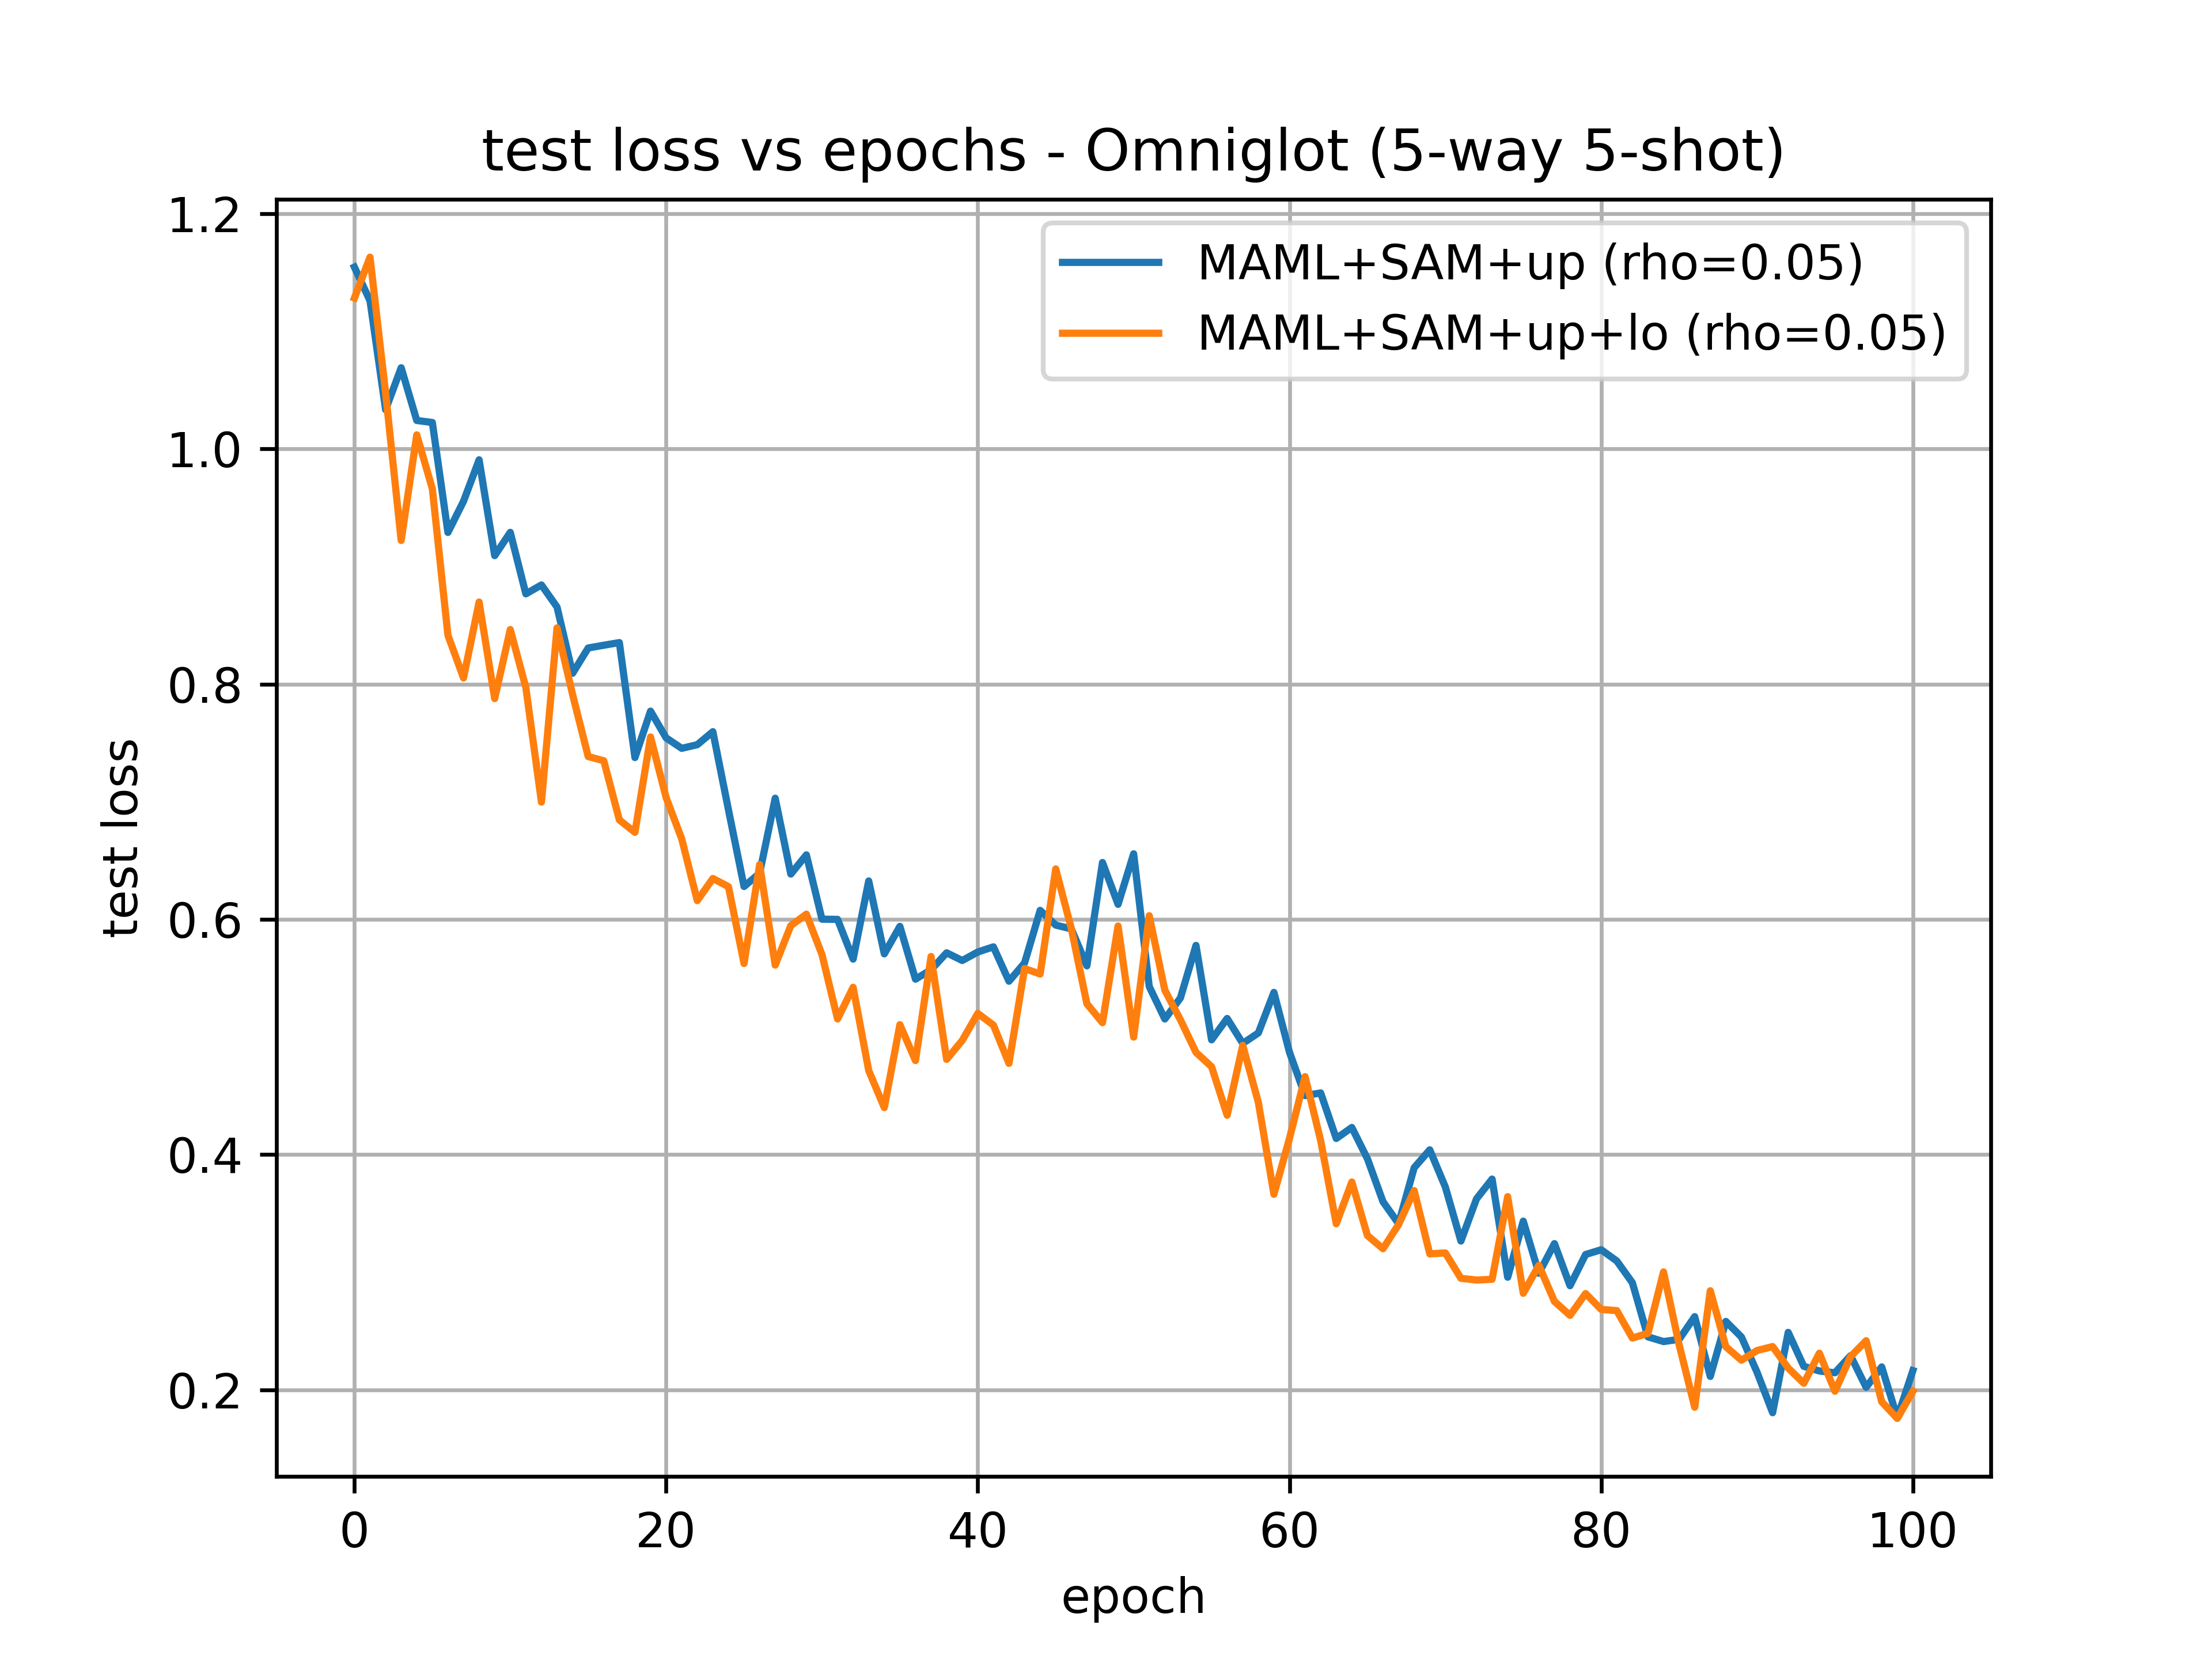 test loss vs epochs - Omniglot (5-way 5-shot)
MAML+SAM+up (rho=0.05)
MAML+SAM+up+lo (rho=0.05)
1.2
1.0
0.8
0.6
0.4
0.2
test loss
0 20 40 60 80 100
epoch